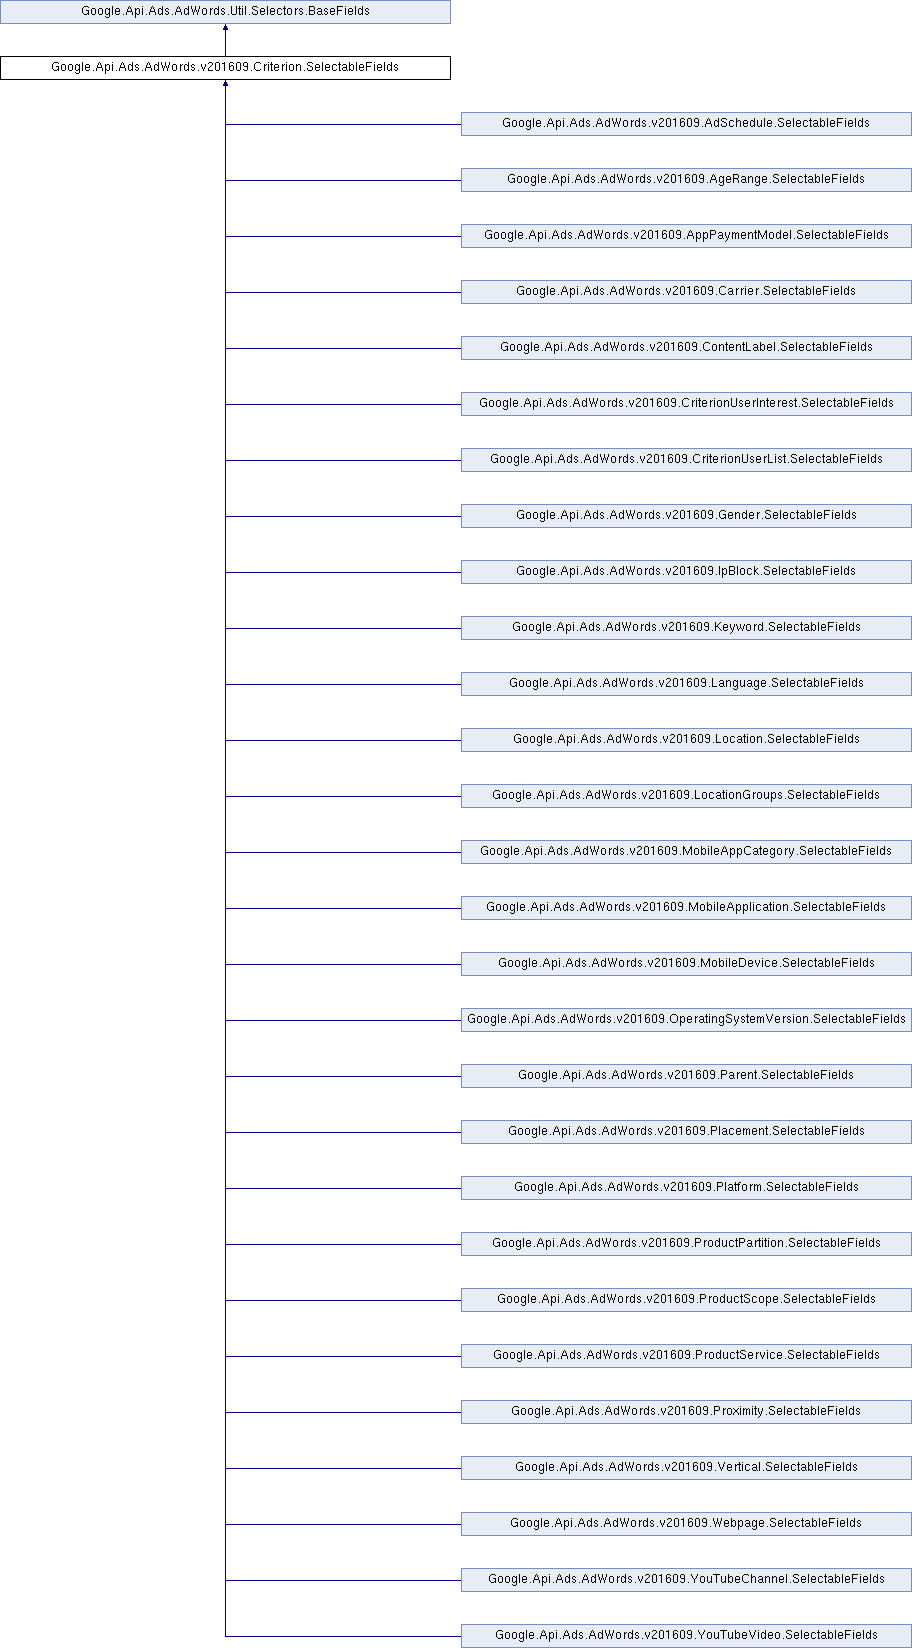 Google.Api.Ads.AdWords.Util.Selectors.BaseFields
Google.Api.Ads.AdWords.v201609.Criterion.SelectableFields
Google.Api.Ads.AdWords.v201609.AdSchedule.SelectableFields
Google.Api.Ads.AdWords.v201609.AgeRange.SelectableFields
Google.Api.Ads.AdWords.v201609.AppPaymentModel.SelectableFields
Google.Api.Ads.AdWords.v201609.Carrier.SelectableFields
Google.Api.Ads.AdWords.v201609.ContentLabel.SelectableFields
Google.Api.Ads.AdWords.v201609.CriterionUserInterest.SelectableFields
Google.Api.Ads.AdWords.v201609.CriterionUserList.SelectableFields
Google.Api.Ads.AdWords.v201609.Gender.SelectableFields
Google.Api.Ads.AdWords.v201609.IpBlock.SelectableFields
Google.Api.Ads.AdWords.v201609.Keyword.SelectableFields
Google.Api.Ads.AdWords.v201609.Language.SelectableFields
Google.Api.Ads.AdWords.v201609.Location.SelectableFields
Google.Api.Ads.AdWords.v201609.LocationGroups.SelectableFields
Google.Api.Ads.AdWords.v201609.MobileAppCategory.SelectableFields
Google.Api.Ads.AdWords.v201609.MobileApplication.SelectableFields
Google.Api.Ads.AdWords.v201609.MobileDevice.SelectableFields
Google.Api.Ads.AdWords.v201609.OperatingSystemVersion.SelectableFields
Google.Api.Ads.AdWords.v201609.Parent.SelectableFields
Google.Api.Ads.AdWords.v201609.Placement.SelectableFields
Google.Api.Ads.AdWords.v201609.Platform.SelectableFields
Google.Api.Ads.AdWords.v201609.ProductPartition.SelectableFields
Google.Api.Ads.AdWords.v201609.ProductScope.SelectableFields
Google.Api.Ads.AdWords.v201609.ProductService.SelectableFields
Google.Api.Ads.AdWords.v201609.Proximity.SelectableFields
Google.Api.Ads.AdWords.v201609.Vertical.SelectableFields
Google.Api.Ads.AdWords.v201609.Webpage.SelectableFields
Google.Api.Ads.AdWords.v201609.YouTubeChannel.SelectableFields
Google.Api.Ads.AdWords.v201609.YouTubeVideo.SelectableFields